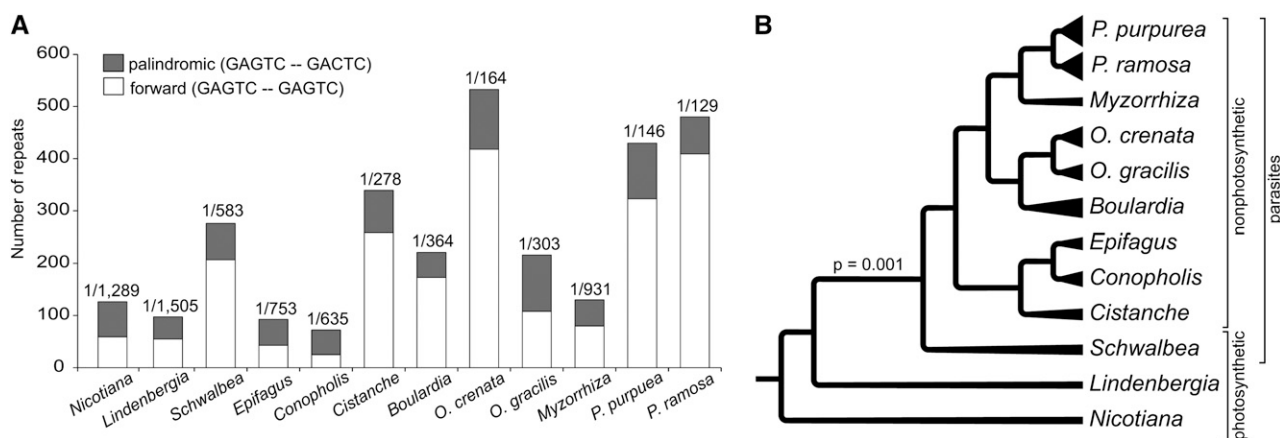 A
600
500
400
300
200
100
0
Number of repeats
palindromic (GAGTC -- GACTC)
forward (GAGTC -- GAGTC)
1/1,289
1/1,505
1/583
1/753
1/635
1/278
1/364
1/164
1/303
1/931
1/146
1/129
Nicotiana
Lindenbergia
Schwalbea
Epifagus
Conopholis
Cistanche
Boulardia
O. crenata
O. gracilis
Myzorrhiza
P. purpuea
P. ramosa
B
p = 0.001
P. purpurea
P. ramosa
Myzorrhiza
O. crenata
O. gracilis
Boulardia
Epifagus
Conopholis
Cistanche
Schwalbea
Lindenbergia
Nicotiana
nonphotosynthetic
photosynthetic
parasites